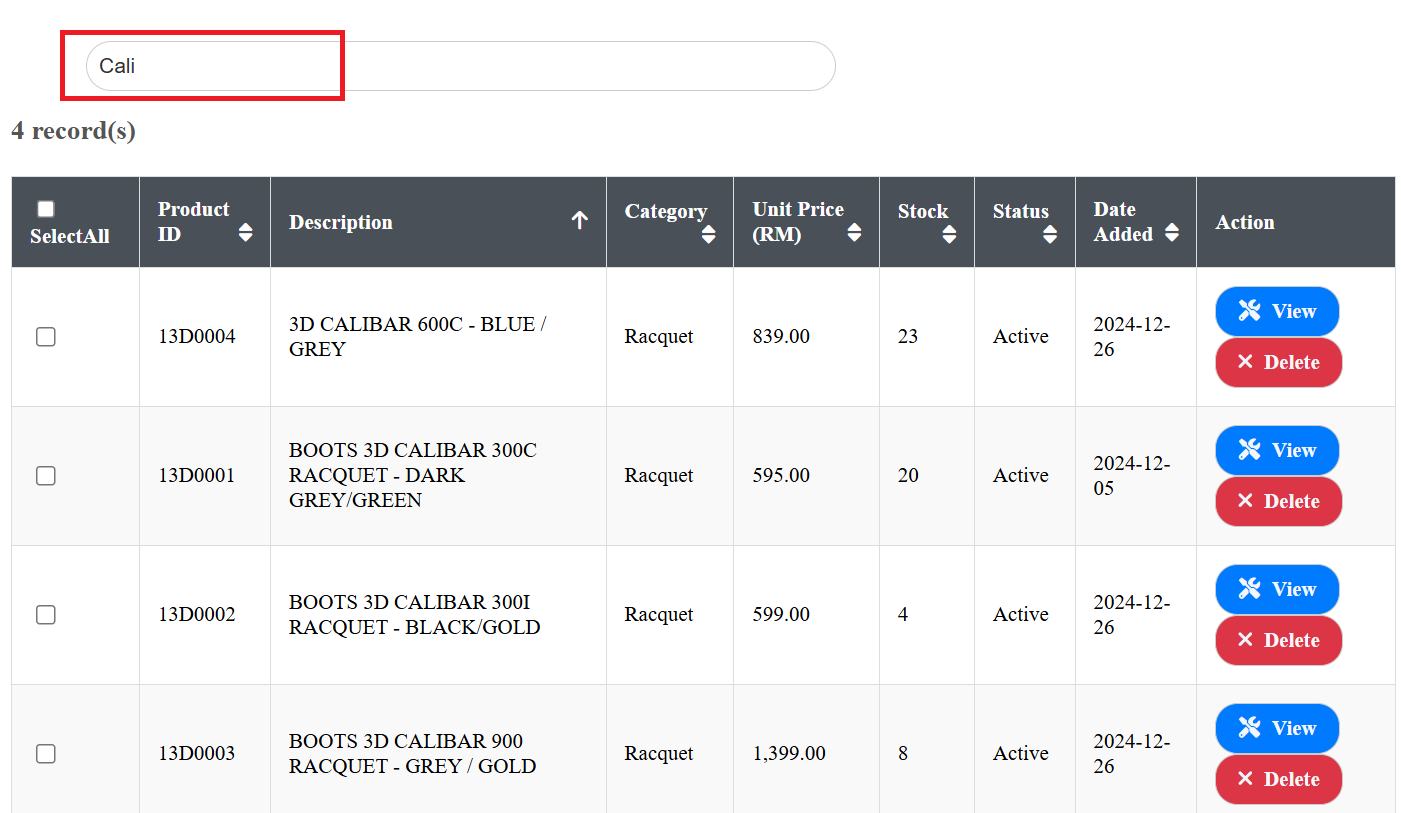 Cali
4 record(s)
SelectAll
Product
ID
Description
Category
Unit Price
(RM)
Stock
Status
Date
Added
Action
13D0004
3D CALIBAR 600C - BLUE /
GREY
Racquet
839.00
23
Active
2024-12-
26
View
Delete
13D0001
BOOTS 3D CALIBAR 300C
RACQUET - DARK
GREY/GREEN
Racquet
595.00
20
Active
2024-12-
05
View
Delete
13D0002
BOOTS 3D CALIBAR 300I
RACQUET - BLACK/GOLD
Racquet
599.00
4
Active
2024-12-
26
View
Delete
13D0003
BOOTS 3D CALIBAR 900
RACQUET - GREY / GOLD
Racquet
1,399.00
8
Active
2024-12-
26
View
Delete